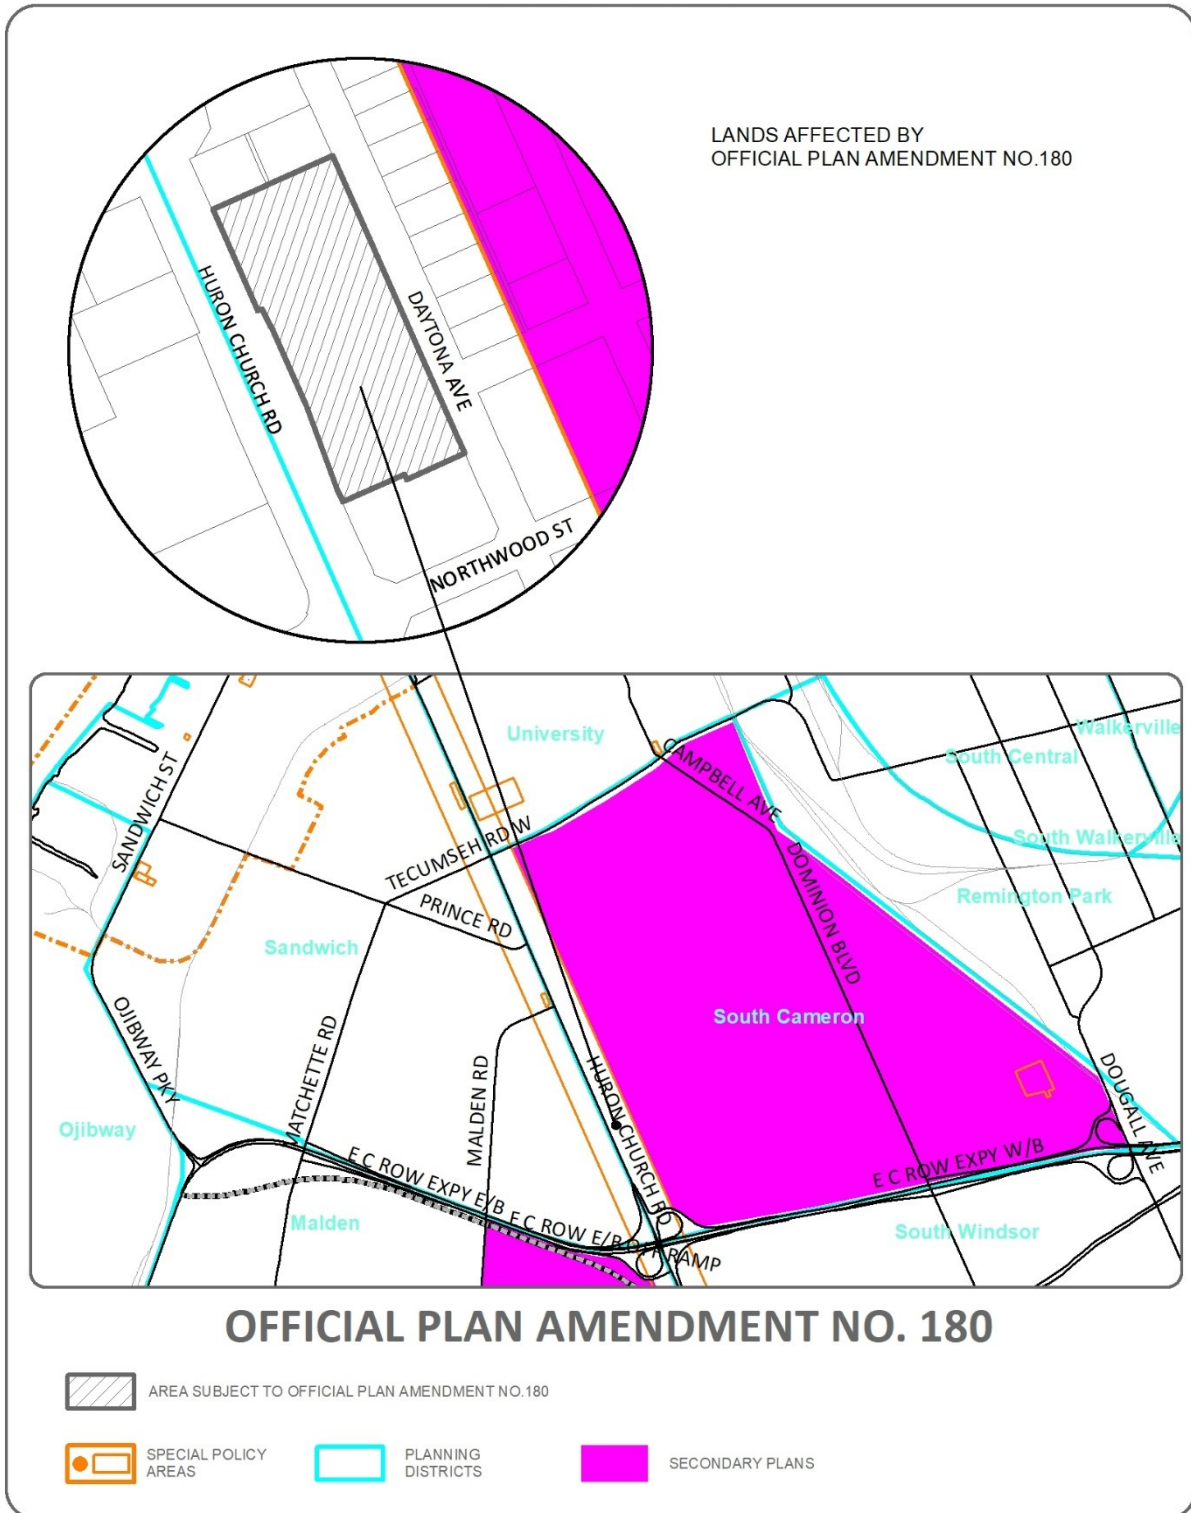 LANDS AFFECTED BY
OFFICIAL PLAN AMENDMENT NO.180
HURON CHURCH RD
DAYTONA AVE
NORTHWOOD ST
University
Walkerville
South Central
CAMPBELL AVE
SANDWICH ST
South Walkerville
TECUMSEH RD W
DOMINION BLVD
Remington Park
PRINCE RD
Sandwich
South Cameron
OJIBWAY PKY
MATCHETTE RD
MALDEN RD
HURON CHURCH RD
DOUGALL AVE
Ojibway
E C ROW EXPY E/B
E C ROW EXPY W/B
Malden
E C ROW E/B OFF RAMP
South Windsor
OFFICIAL PLAN AMENDMENT NO. 180
AREA SUBJECT TO OFFICIAL PLAN AMENDMENT NO.180
SPECIAL POLICY
AREAS
PLANNING
DISTRICTS
SECONDARY PLANS